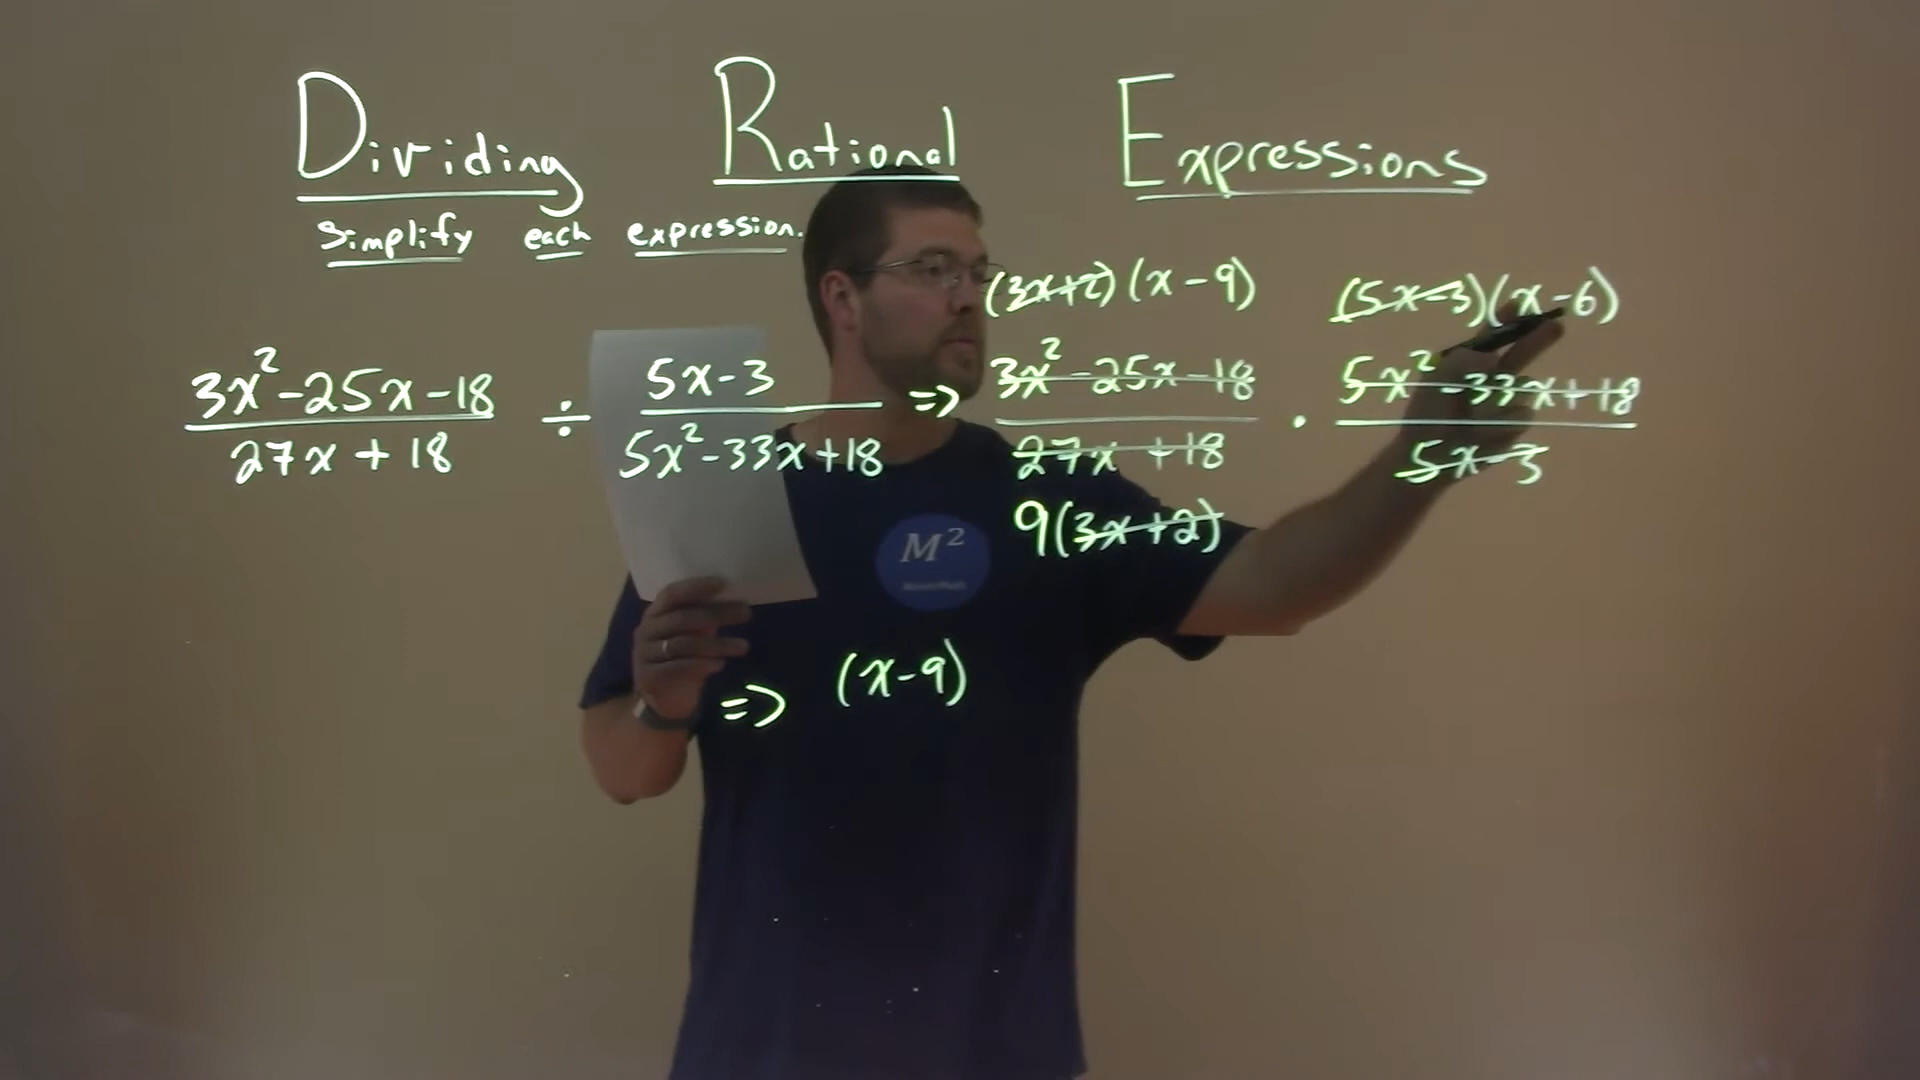 Dividing Rational Expressions
Simplify each expression.
(3x+2)(x-9) (5x-3)(x-6)
3x²-25x-18 / 27x+18 ÷ 5x-3 / 5x²-33x+18 => 3x²-25x-18 / 27x+18 · 5x²-33x+18 / 5x-3
9(3x+2)
M²
=> (x-9)